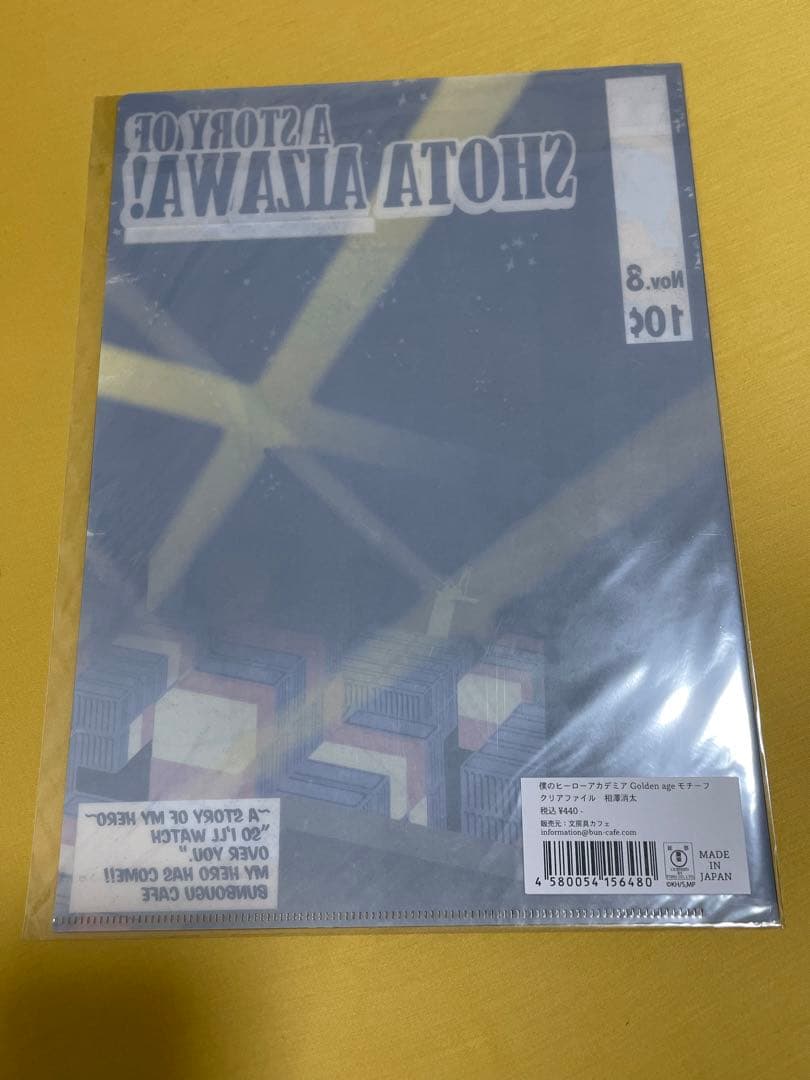 A STORY OF
SHOTA AIZAWA!
Nov.8
10¢
~A STORY OF MY HERO~
"SO I'LL WATCH
OVER YOU."
MY HERO HAS COME!!
BUNBOUGU CAFE
僕のヒーローアカデミア Golden age モチーフ
クリアファイル 相澤消太
税込 ¥440-
販売元：文房具カフェ
information@bun-cafe.com
4 580054 156480
MADE
IN
JAPAN
©KH/S,MP